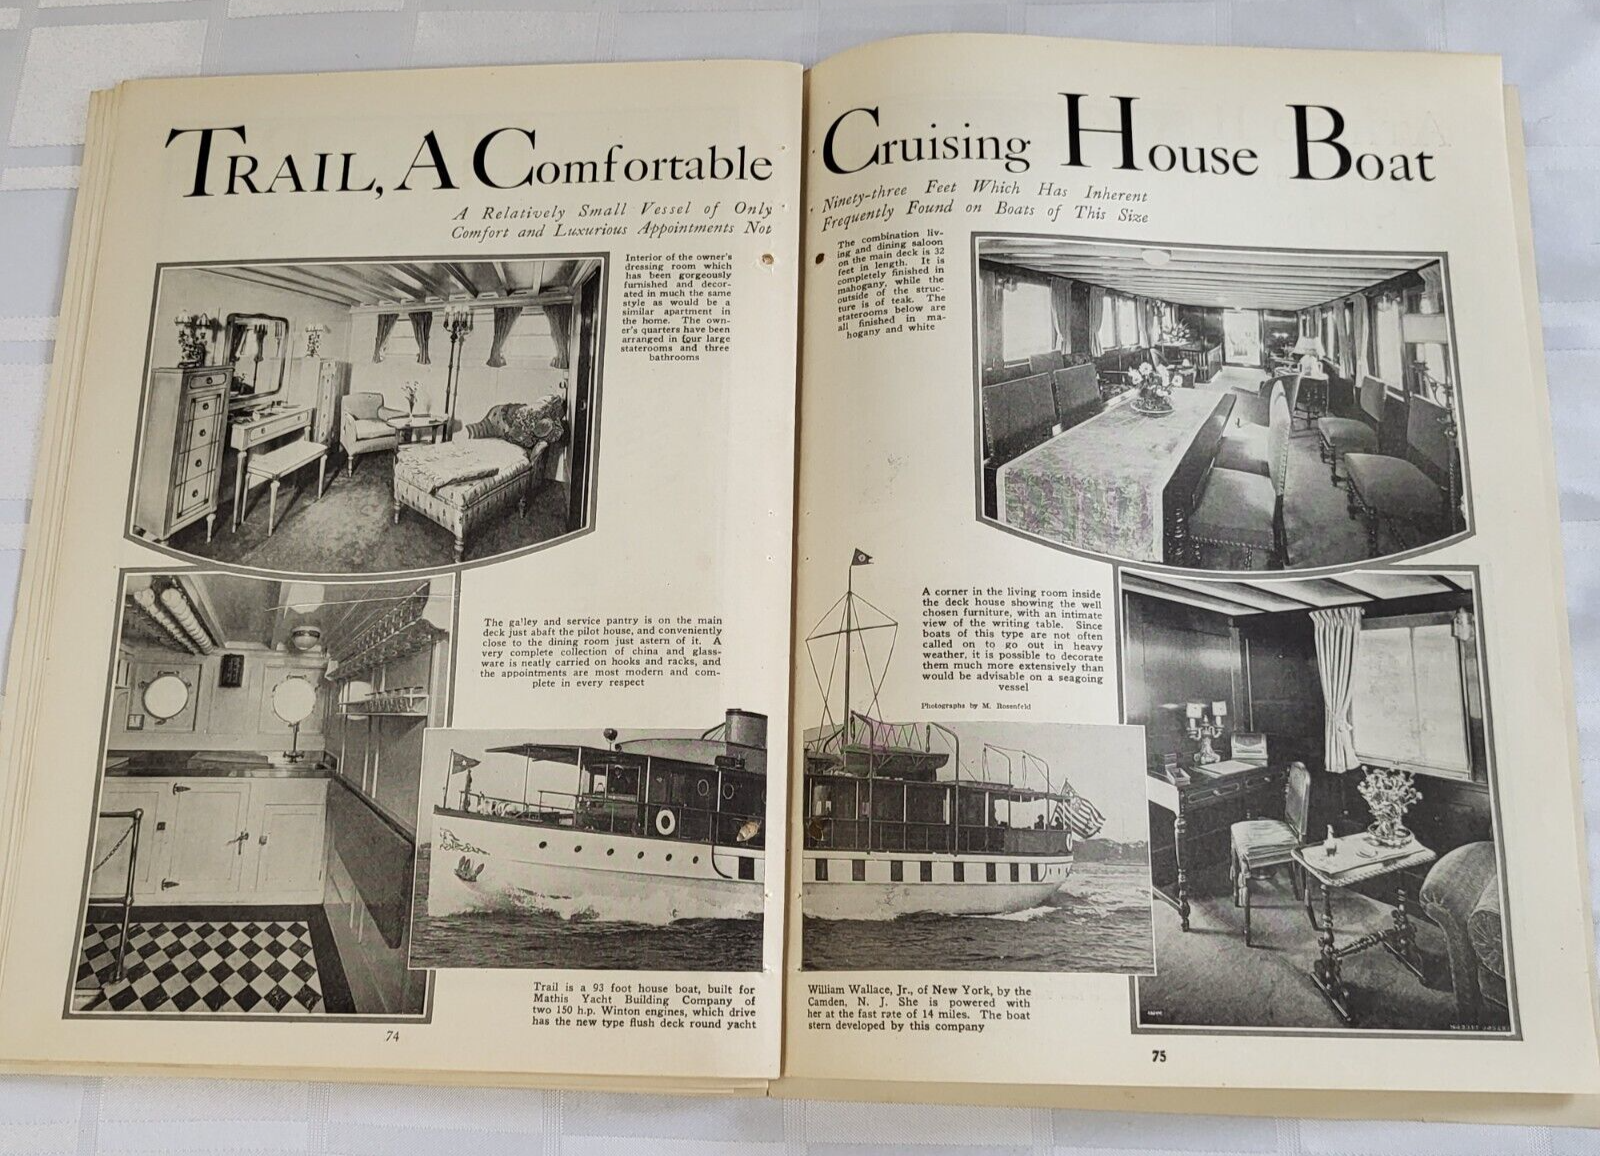 TRAIL, A Comfortable Cruising House Boat
A Relatively Small Vessel of Only Ninety-three Feet Which Has Inherent
Comfort and Luxurious Appointments Not Frequently Found on Boats of This Size
Interior of the owner's
dressing room which
has been gorgeously
furnished and decor-
ated in much the same
style as would be a
similar apartment in
the home. The own-
er's quarters have been
arranged in four large
staterooms and three
bathrooms
The combination liv-
ing and dining saloon
on the main deck is 32
feet in length. It is
completely finished in
mahogany, while the
outside of the struc-
ture is of teak. The
staterooms below are
all finished in ma-
hogany and white
The galley and service pantry is on the main
deck just abaft the pilot house, and conveniently
close to the dining room just astern of it. A
very complete collection of china and glass-
ware is neatly carried on hooks and racks, and
the appointments are most modern and com-
plete in every respect
A corner in the living room inside
the deck house showing the well
chosen furniture, with an intimate
view of the writing table. Since
boats of this type are not often
called on to go out in heavy
weather, it is possible to decorate
them much more extensively than
would be advisable on a seagoing
vessel
Photographs by M. Rosenfeld
Trail is a 93 foot house boat, built for William Wallace, Jr., of New York, by the
Mathis Yacht Building Company of Camden, N. J. She is powered with
two 150 h.p. Winton engines, which drive her at the fast rate of 14 miles. The boat
has the new type flush deck round yacht stern developed by this company
74
75